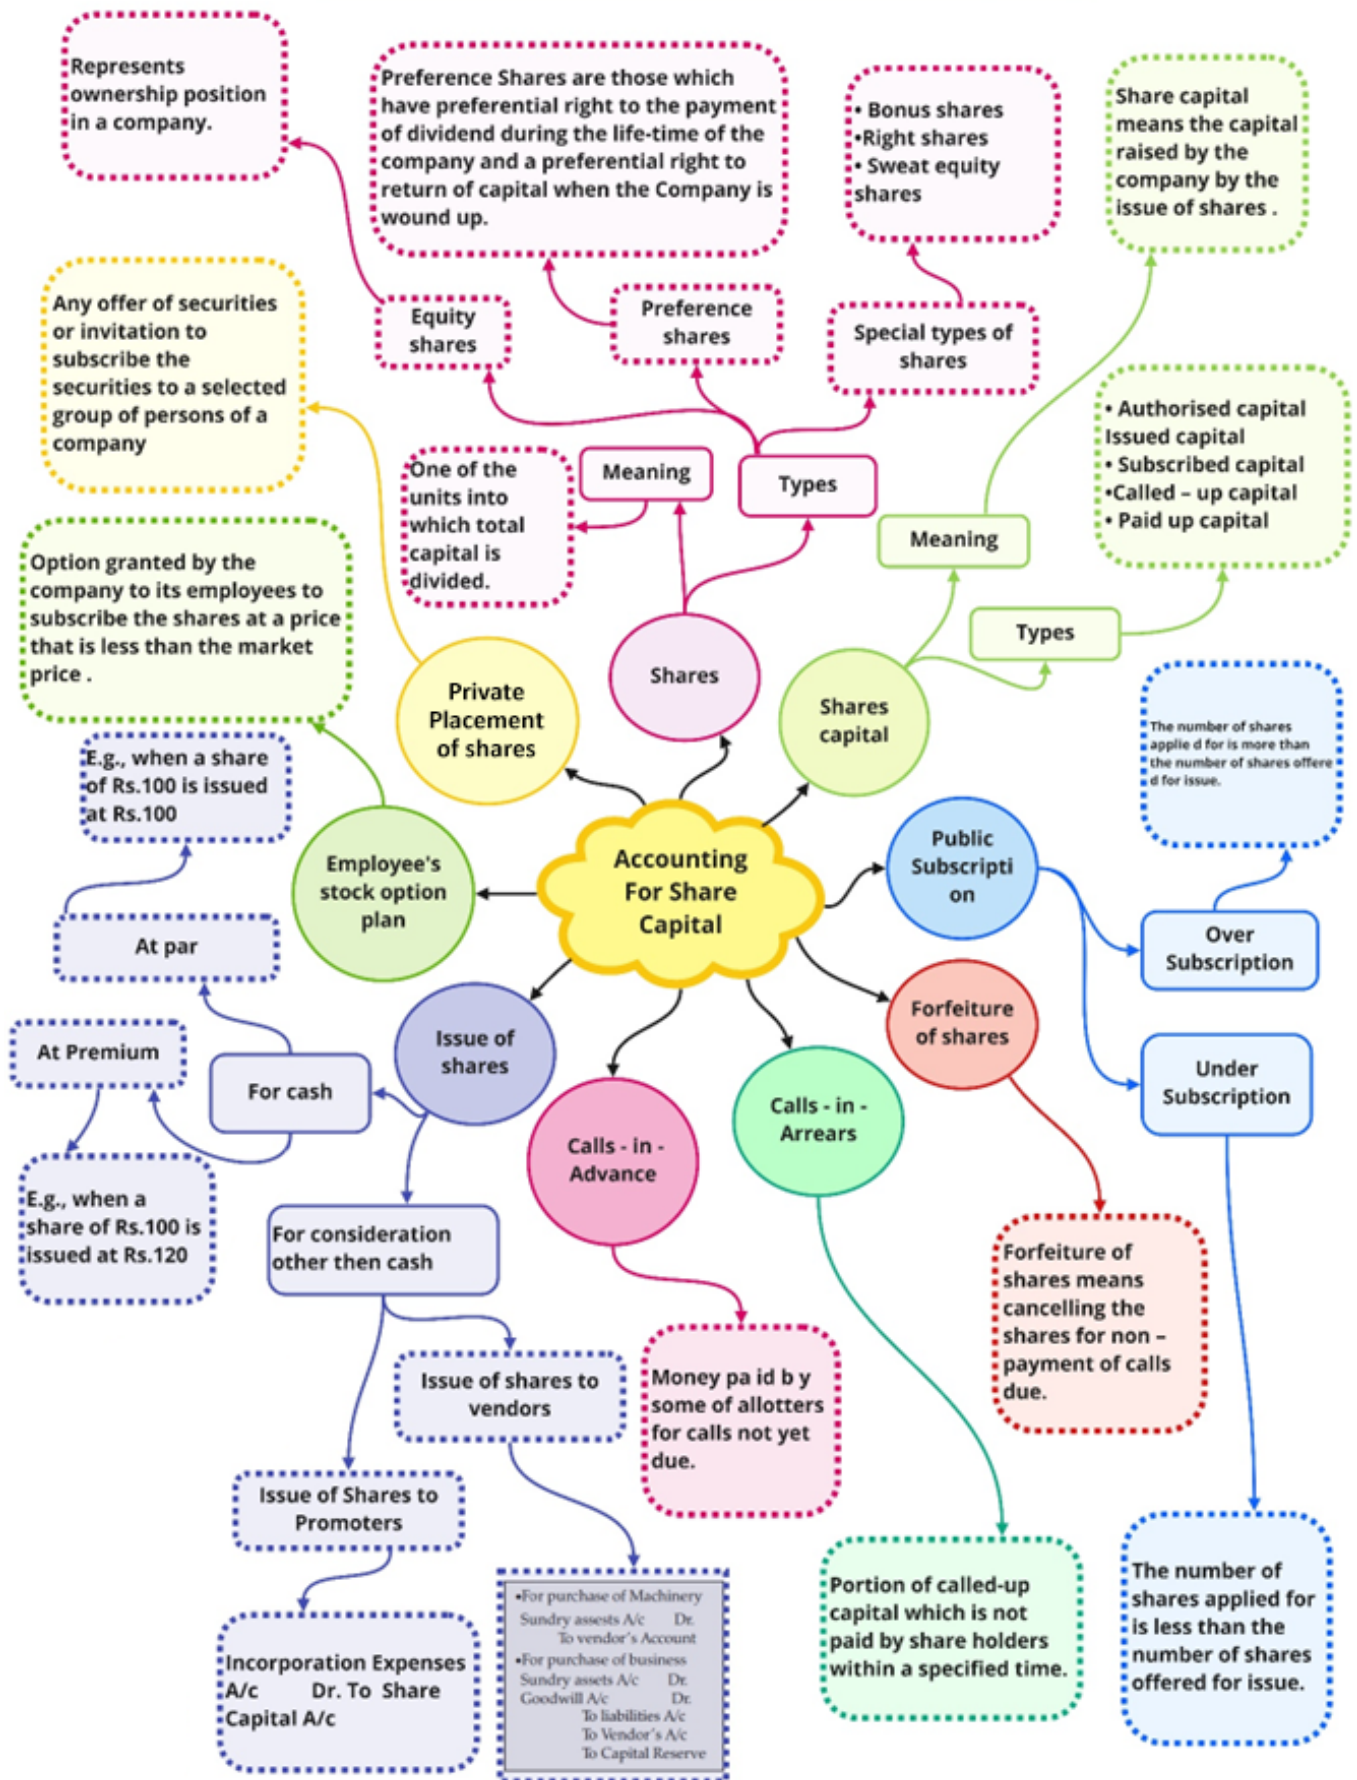 Represents
ownership position
in a company.
Preference Shares are those which
have preferential right to the payment
of dividend during the life-time of the
company and a preferential right to
return of capital when the Company is
wound up.
• Bonus shares
•Right shares
• Sweat equity
shares
Share capital
means the capital
raised by the
company by the
issue of shares .
Any offer of securities
or invitation to
subscribe the
securities to a selected
group of persons of a
company
Equity
shares
Preference
shares
Special types of
shares
• Authorised capital
Issued capital
• Subscribed capital
•Called – up capital
• Paid up capital
One of the
units into
which total
capital is
divided.
Meaning
Types
Meaning
Types
Option granted by the
company to its employees to
subscribe the shares at a price
that is less than the market
price .
Private
Placement
of shares
Shares
Shares
capital
The number of shares
applie d for is more than
the number of shares offere
d for issue.
E.g., when a share
of Rs.100 is issued
at Rs.100
Employee's
stock option
plan
Accounting
For Share
Capital
Public
Subscripti
on
Over
Subscription
At par
Forfeiture
of shares
Issue of
shares
At Premium
For cash
Under
Subscription
Calls - in -
Advance
Calls - in -
Arrears
E.g., when a
share of Rs.100 is
issued at Rs.120
For consideration
other then cash
Forfeiture of
shares means
cancelling the
shares for non –
payment of calls
due.
Issue of shares to
vendors
Money pa id b y
some of allotters
for calls not yet
due.
Issue of Shares to
Promoters
Portion of called-up
capital which is not
paid by share holders
within a specified time.
The number of
shares applied for
is less than the
number of shares
offered for issue.
Incorporation Expenses
A/c Dr. To Share
Capital A/c
•For purchase of Machinery
Sundry assests A/c Dr.
To vendor's Account
•For purchase of business
Sundry assets A/c Dr.
Goodwill A/c Dr.
To liabilities A/c
To Vendor's A/c
To Capital Reserve